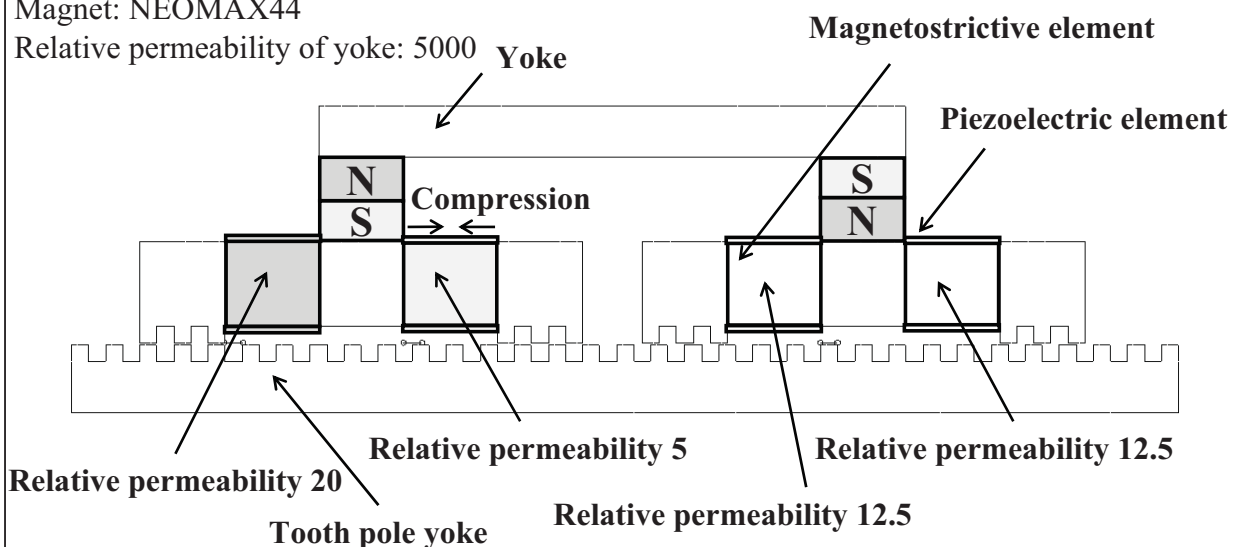 Magnet: NEOMAX44
Relative permeability of yoke: 5000
Yoke
Magnetostrictive element
Piezoelectric element
N
S
Compression
S
N
Relative permeability 5
Relative permeability 12.5
Relative permeability 20
Relative permeability 12.5
Tooth pole yoke